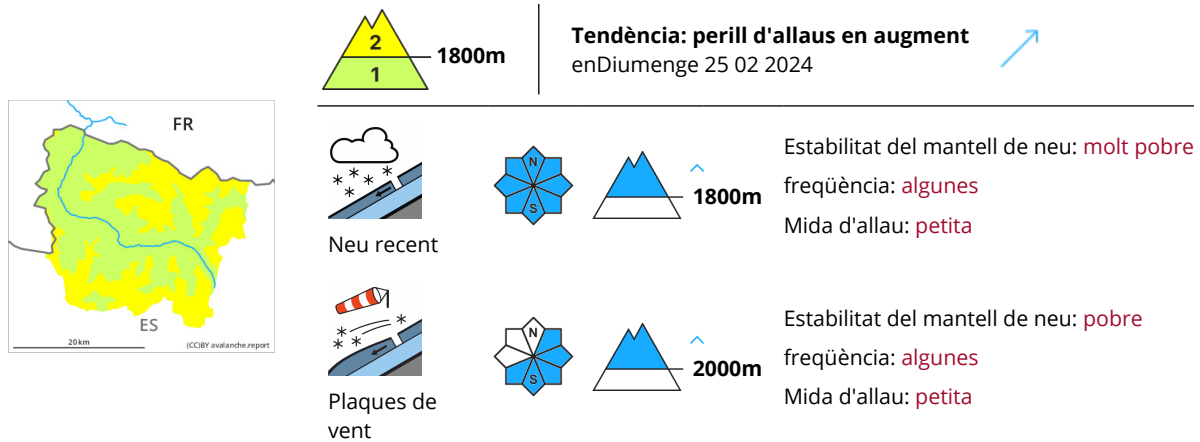 2
1
1800m
Tendència: perill d'allaus en augment
enDiumenge 25 02 2024
FR
ES
20 km
(CC)BY avalanche.report
N
S
1800m
Estabilitat del mantell de neu: molt pobre
freqüència: algunes
Mida d'allau: petita
Neu recent
N
S
2000m
Estabilitat del mantell de neu: pobre
freqüència: algunes
Mida d'allau: petita
Plaques de
vent